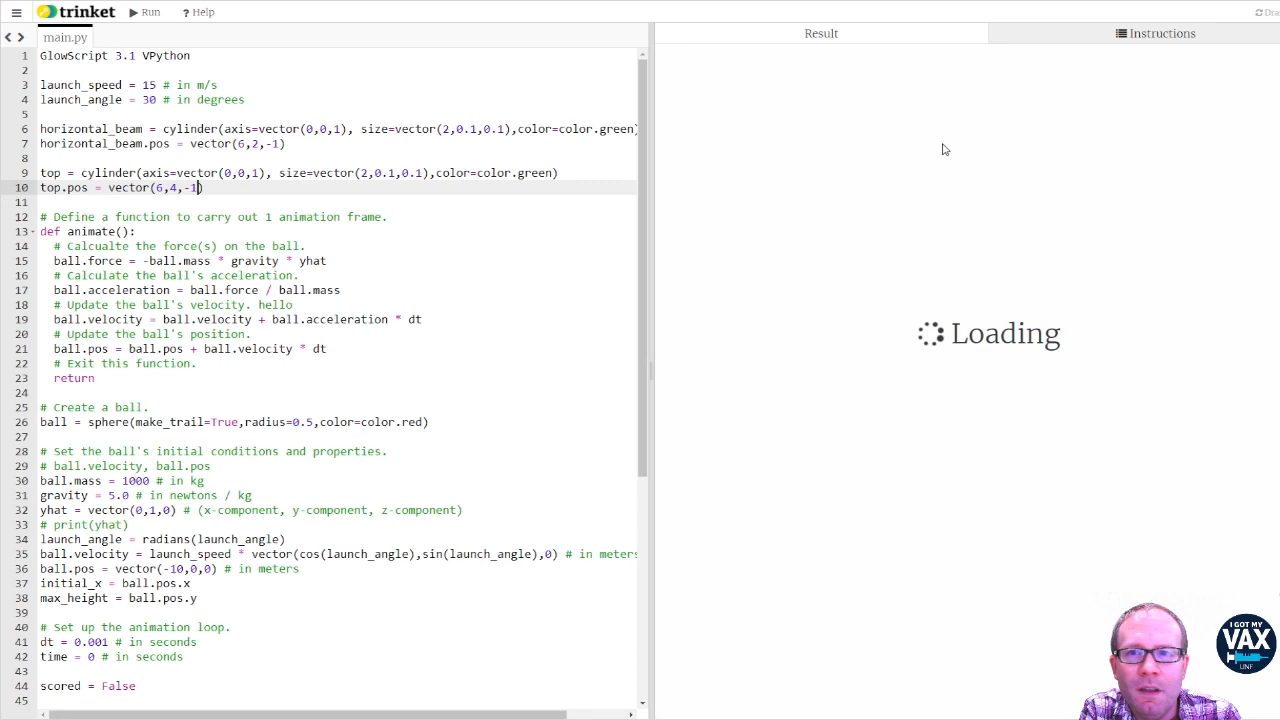 trinket Run Help
main.py
Result
Instructions
1 GlowScript 3.1 VPython
2
3 launch_speed = 15 # in m/s
4 launch_angle = 30 # in degrees
5
6 horizontal_beam = cylinder(axis=vector(0,0,1), size=vector(2,0.1,0.1),color=color.green)
7 horizontal_beam.pos = vector(6,2,-1)
8
9 top = cylinder(axis=vector(0,0,1), size=vector(2,0.1,0.1),color=color.green)
10 top.pos = vector(6,4,-1)
11
12 # Define a function to carry out 1 animation frame.
13 def animate():
14 # Calcualte the force(s) on the ball.
15 ball.force = -ball.mass * gravity * yhat
16 # Calculate the ball's acceleration.
17 ball.acceleration = ball.force / ball.mass
18 # Update the ball's velocity. hello
19 ball.velocity = ball.velocity + ball.acceleration * dt
20 # Update the ball's position.
21 ball.pos = ball.pos + ball.velocity * dt
22 # Exit this function.
23 return
24
25 # Create a ball.
26 ball = sphere(make_trail=True,radius=0.5,color=color.red)
27
28 # Set the ball's initial conditions and properties.
29 # ball.velocity, ball.pos
30 ball.mass = 1000 # in kg
31 gravity = 5.0 # in newtons / kg
32 yhat = vector(0,1,0) # (x-component, y-component, z-component)
33 # print(yhat)
34 launch_angle = radians(launch_angle)
35 ball.velocity = launch_speed * vector(cos(launch_angle),sin(launch_angle),0) # in meters
36 ball.pos = vector(-10,0,0) # in meters
37 initial_x = ball.pos.x
38 max_height = ball.pos.y
39
40 # Set up the animation loop.
41 dt = 0.001 # in seconds
42 time = 0 # in seconds
43
44 scored = False
45
Loading
I GOT MY
VAX
UNF